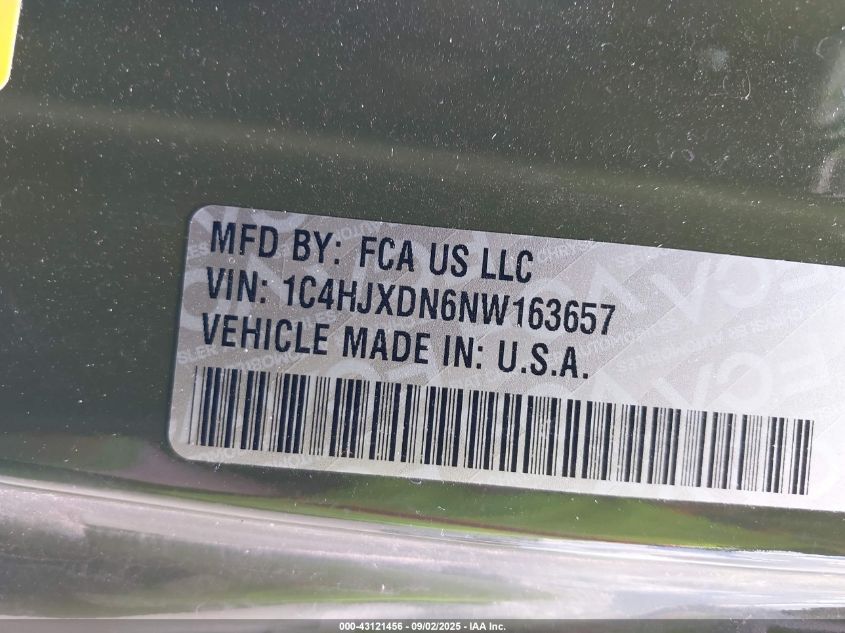 MFD BY: FCA US LLC
VIN: 1C4HJXDN6NW163657
VEHICLE MADE IN: U.S.A.
000-43121456 - 09/02/2025 - IAA Inc.